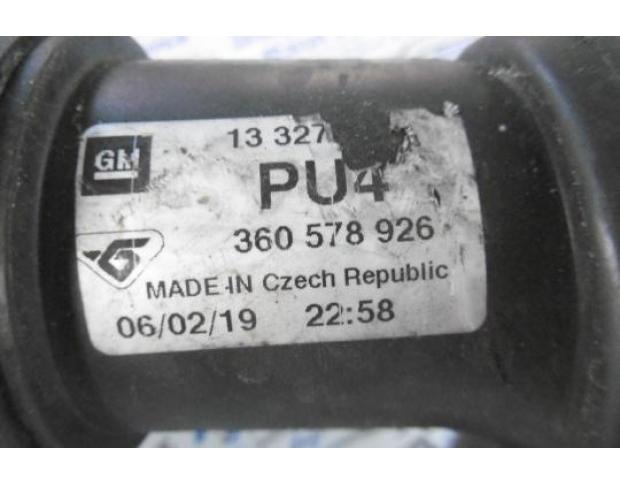 GM
13 327
PU4
360 578 926
MADE IN Czech Republic
06/02/19 22:58